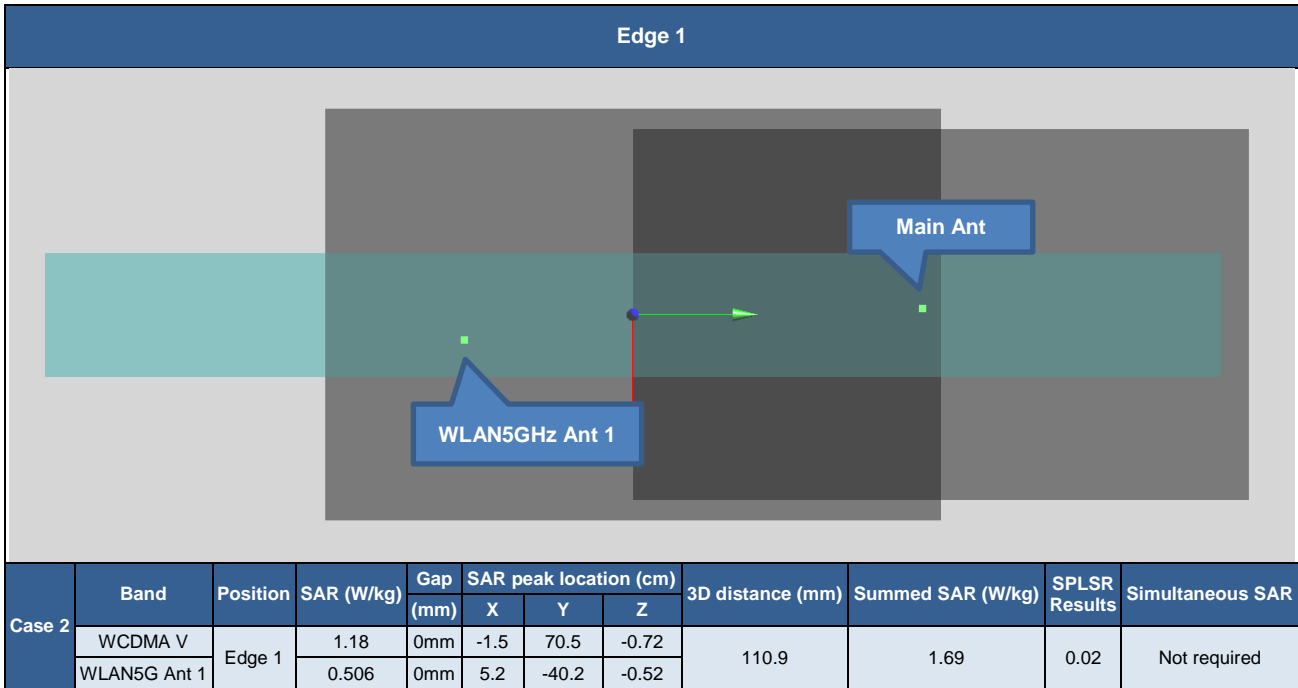 Edge 1
Main Ant
WLAN5GHz Ant 1
Case 2 Band Position SAR (W/kg) Gap (mm) SAR peak location (cm) X Y Z 3D distance (mm) Summed SAR (W/kg) SPLSR Results Simultaneous SAR
WCDMA V Edge 1 1.18 0mm -1.5 70.5 -0.72 110.9 1.69 0.02 Not required
WLAN5G Ant 1 0.506 0mm 5.2 -40.2 -0.52